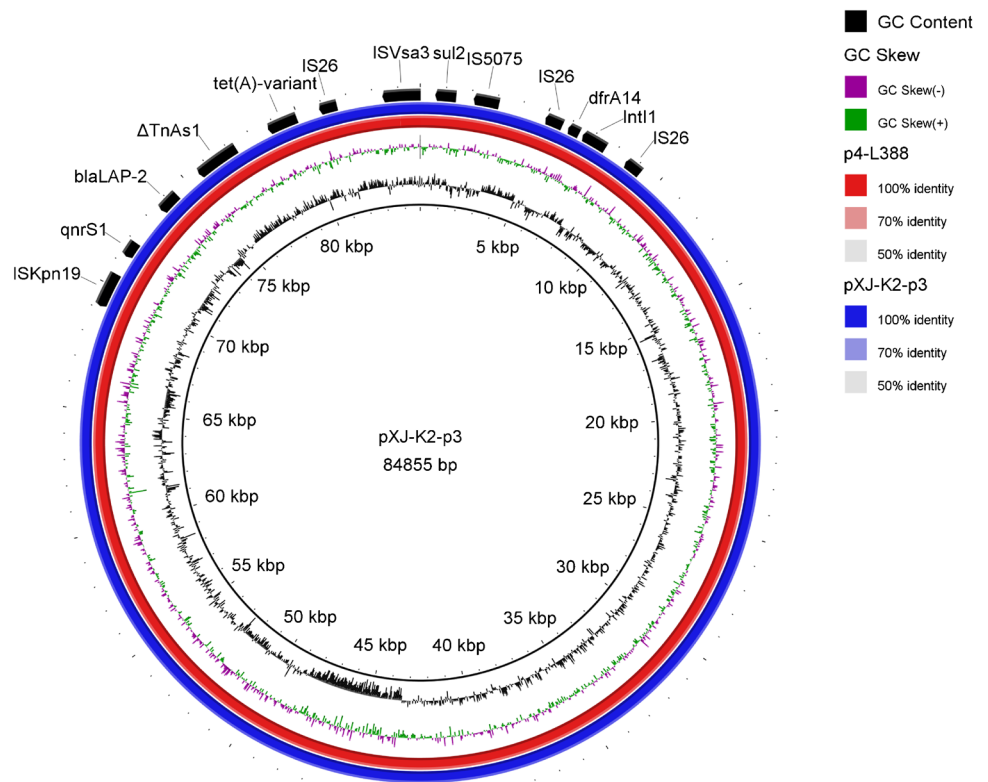 GC Content
GC Skew
GC Skew(-)
GC Skew(+)
p4-L388
100% identity
70% identity
50% identity
pXJ-K2-p3
100% identity
70% identity
50% identity
ISVsa3
sul2
IS5075
IS26
dfrA14
IntI1
IS26
IS26
tet(A)-variant
ΔTnAs1
blaLAP-2
qnrS1
ISKpn19
5 kbp
10 kbp
15 kbp
20 kbp
25 kbp
30 kbp
35 kbp
40 kbp
45 kbp
50 kbp
55 kbp
60 kbp
65 kbp
70 kbp
75 kbp
80 kbp
pXJ-K2-p3
84855 bp